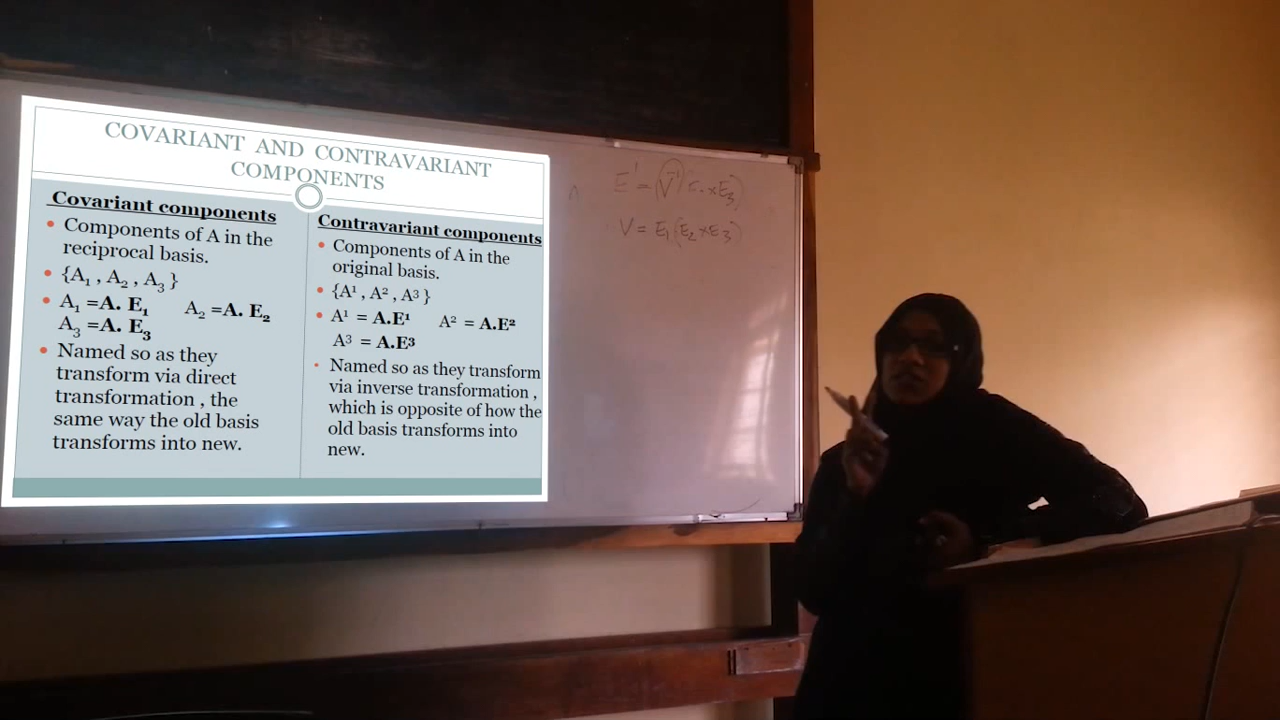 COVARIANT AND CONTRAVARIANT
COMPONENTS
Covariant components
• Components of A in the
reciprocal basis.
• {A₁ , A₂ , A₃ }
• A₁ =A. E₁ A₂ =A. E₂
A₃ =A. E₃
• Named so as they
transform via direct
transformation , the
same way the old basis
transforms into new.
Contravariant components
• Components of A in the
original basis.
• {A¹ , A² , A³ }
• A¹ = A.E¹ A² = A.E²
A³ = A.E³
• Named so as they transform
via inverse transformation ,
which is opposite of how the
old basis transforms into
new.
V = E₁(E₂ × E₃)